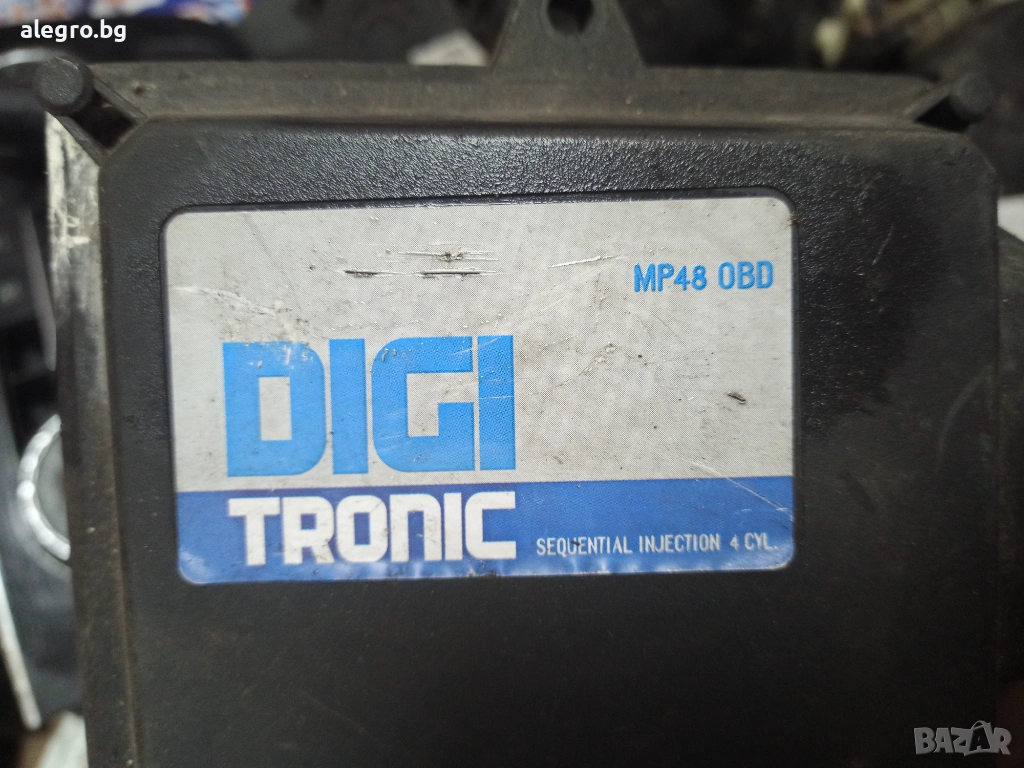 alegro.bg
MP48 OBD
DIGI
TRONIC
SEQUENTIAL INJECTION 4 CYL.
BAZAR